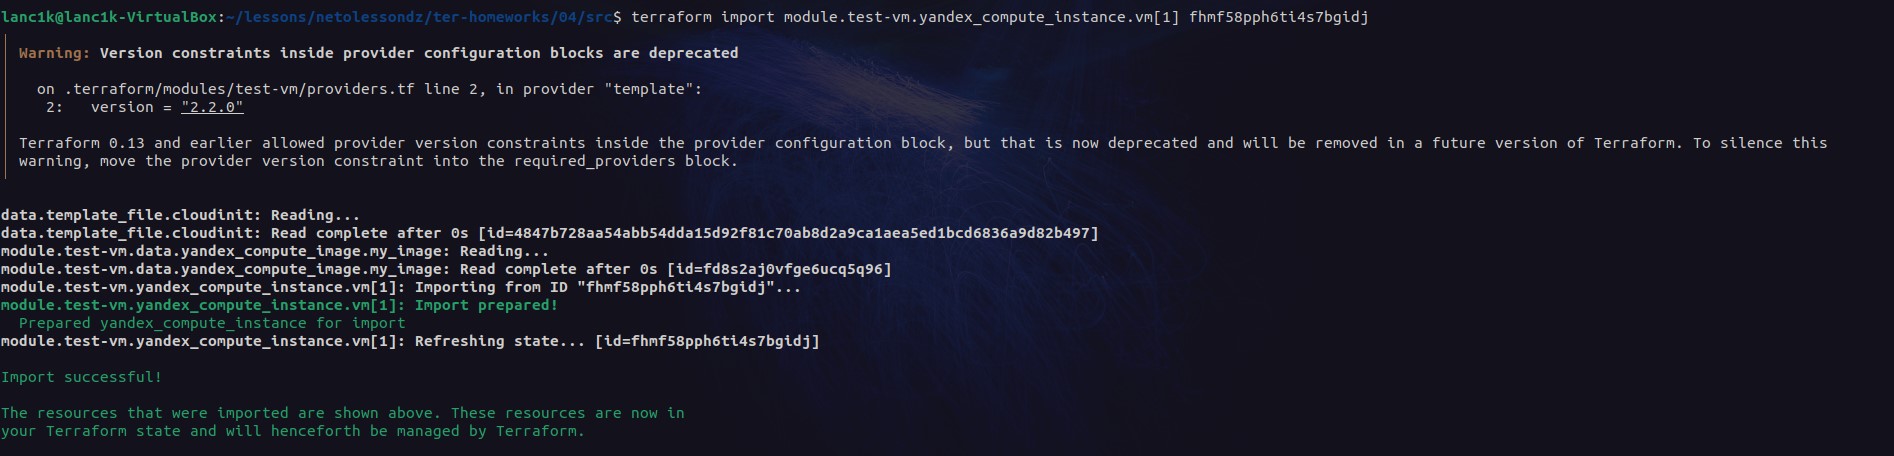 lanc1k@lanc1k-VirtualBox:~/lessons/netolessondz/ter-homeworks/04/src$ terraform import module.test-vm.yandex_compute_instance.vm[1] fhmf58pph6ti4s7bgidj
Warning: Version constraints inside provider configuration blocks are deprecated
on .terraform/modules/test-vm/providers.tf line 2, in provider "template":
2: version = "2.2.0"
Terraform 0.13 and earlier allowed provider version constraints inside the provider configuration block, but that is now deprecated and will be removed in a future version of Terraform. To silence this
warning, move the provider version constraint into the required_providers block.
data.template_file.cloudinit: Reading...
data.template_file.cloudinit: Read complete after 0s [id=4847b728aa54abb54dda15d92f81c70ab8d2a9ca1aea5ed1bcd6836a9d82b497]
module.test-vm.data.yandex_compute_image.my_image: Reading...
module.test-vm.data.yandex_compute_image.my_image: Read complete after 0s [id=fd8s2aj0vfge6ucq5q96]
module.test-vm.yandex_compute_instance.vm[1]: Importing from ID "fhmf58pph6ti4s7bgidj"...
module.test-vm.yandex_compute_instance.vm[1]: Import prepared!
Prepared yandex_compute_instance for import
module.test-vm.yandex_compute_instance.vm[1]: Refreshing state... [id=fhmf58pph6ti4s7bgidj]
Import successful!
The resources that were imported are shown above. These resources are now in
your Terraform state and will henceforth be managed by Terraform.